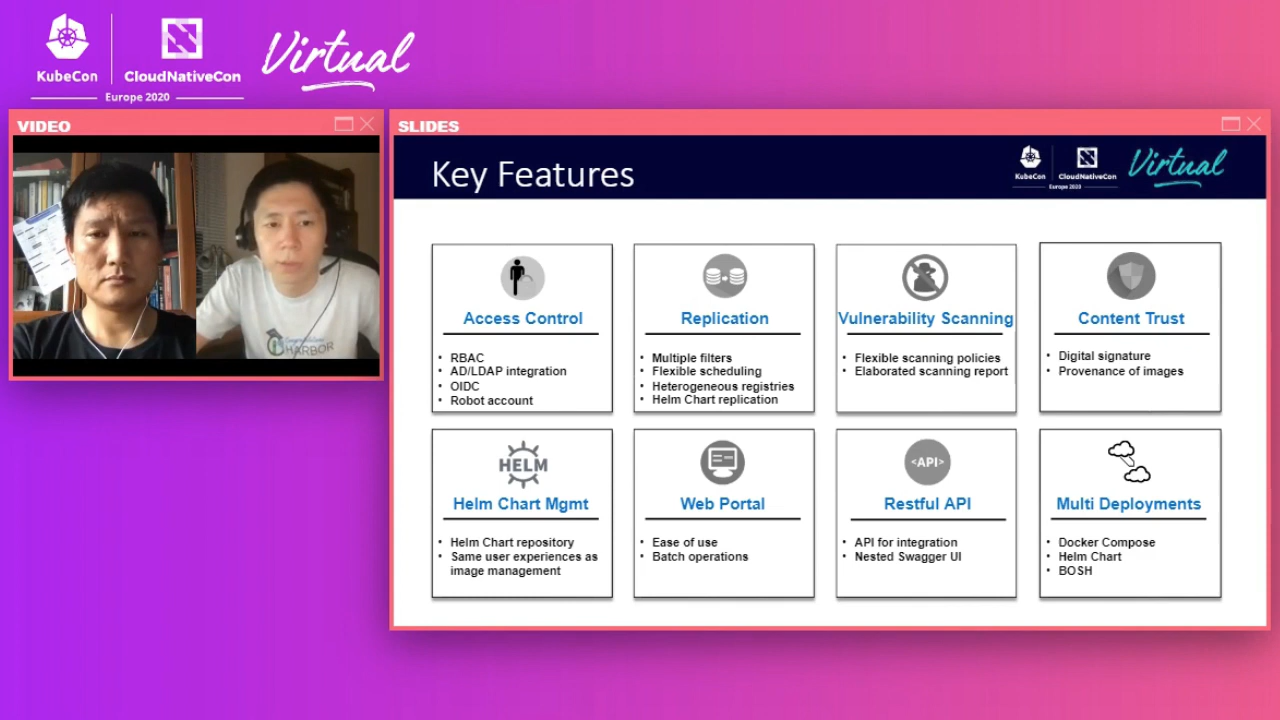 KubeCon
CloudNativeCon
Europe 2020
Virtual
VIDEO
HARBOR
SLIDES
Key Features
KubeCon
CloudNativeCon
Europe 2020
Virtual
Access Control
• RBAC
• AD/LDAP integration
• OIDC
• Robot account
Replication
• Multiple filters
• Flexible scheduling
• Heterogeneous registries
• Helm Chart replication
Vulnerability Scanning
• Flexible scanning policies
• Elaborated scanning report
Content Trust
• Digital signature
• Provenance of images
HELM
Helm Chart Mgmt
• Helm Chart repository
• Same user experiences as
image management
Web Portal
• Ease of use
• Batch operations
<API>
Restful API
• API for integration
• Nested Swagger UI
Multi Deployments
• Docker Compose
• Helm Chart
• BOSH